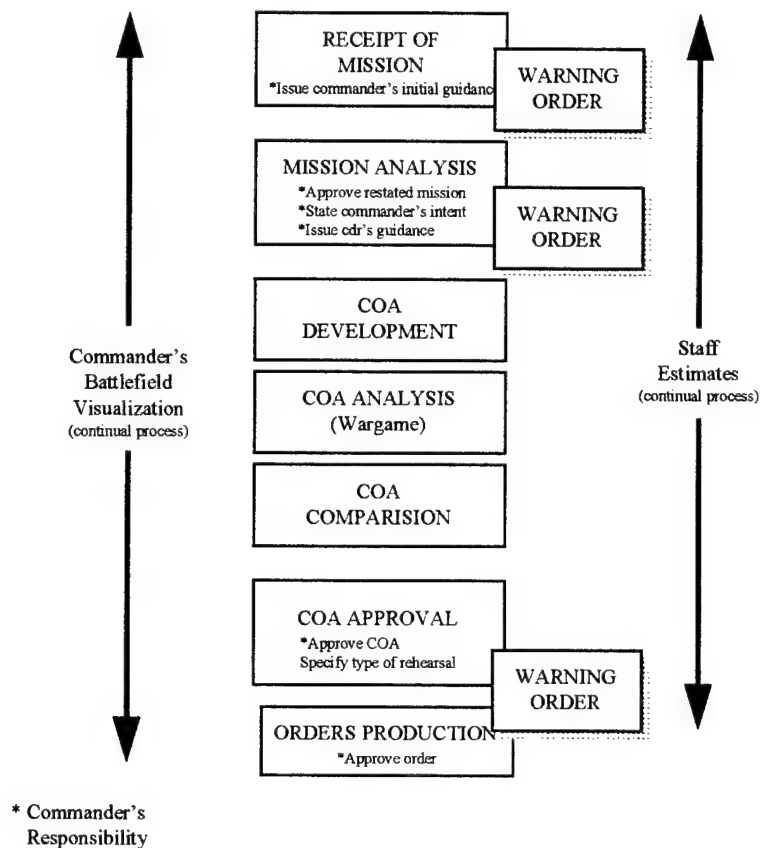 RECEIPT OF
MISSION
*Issue commander's initial guidance
WARNING
ORDER
MISSION ANALYSIS
*Approve restated mission
*State commander's intent
*Issue cdr's guidance
WARNING
ORDER
COA
DEVELOPMENT
Commander's
Battlefield
Visualization
(continual process)
Staff
Estimates
(continual process)
COA ANALYSIS
(Wargame)
COA
COMPARISION
COA APPROVAL
*Approve COA
Specify type of rehearsal
WARNING
ORDER
ORDERS PRODUCTION
*Approve order
* Commander's
Responsibility